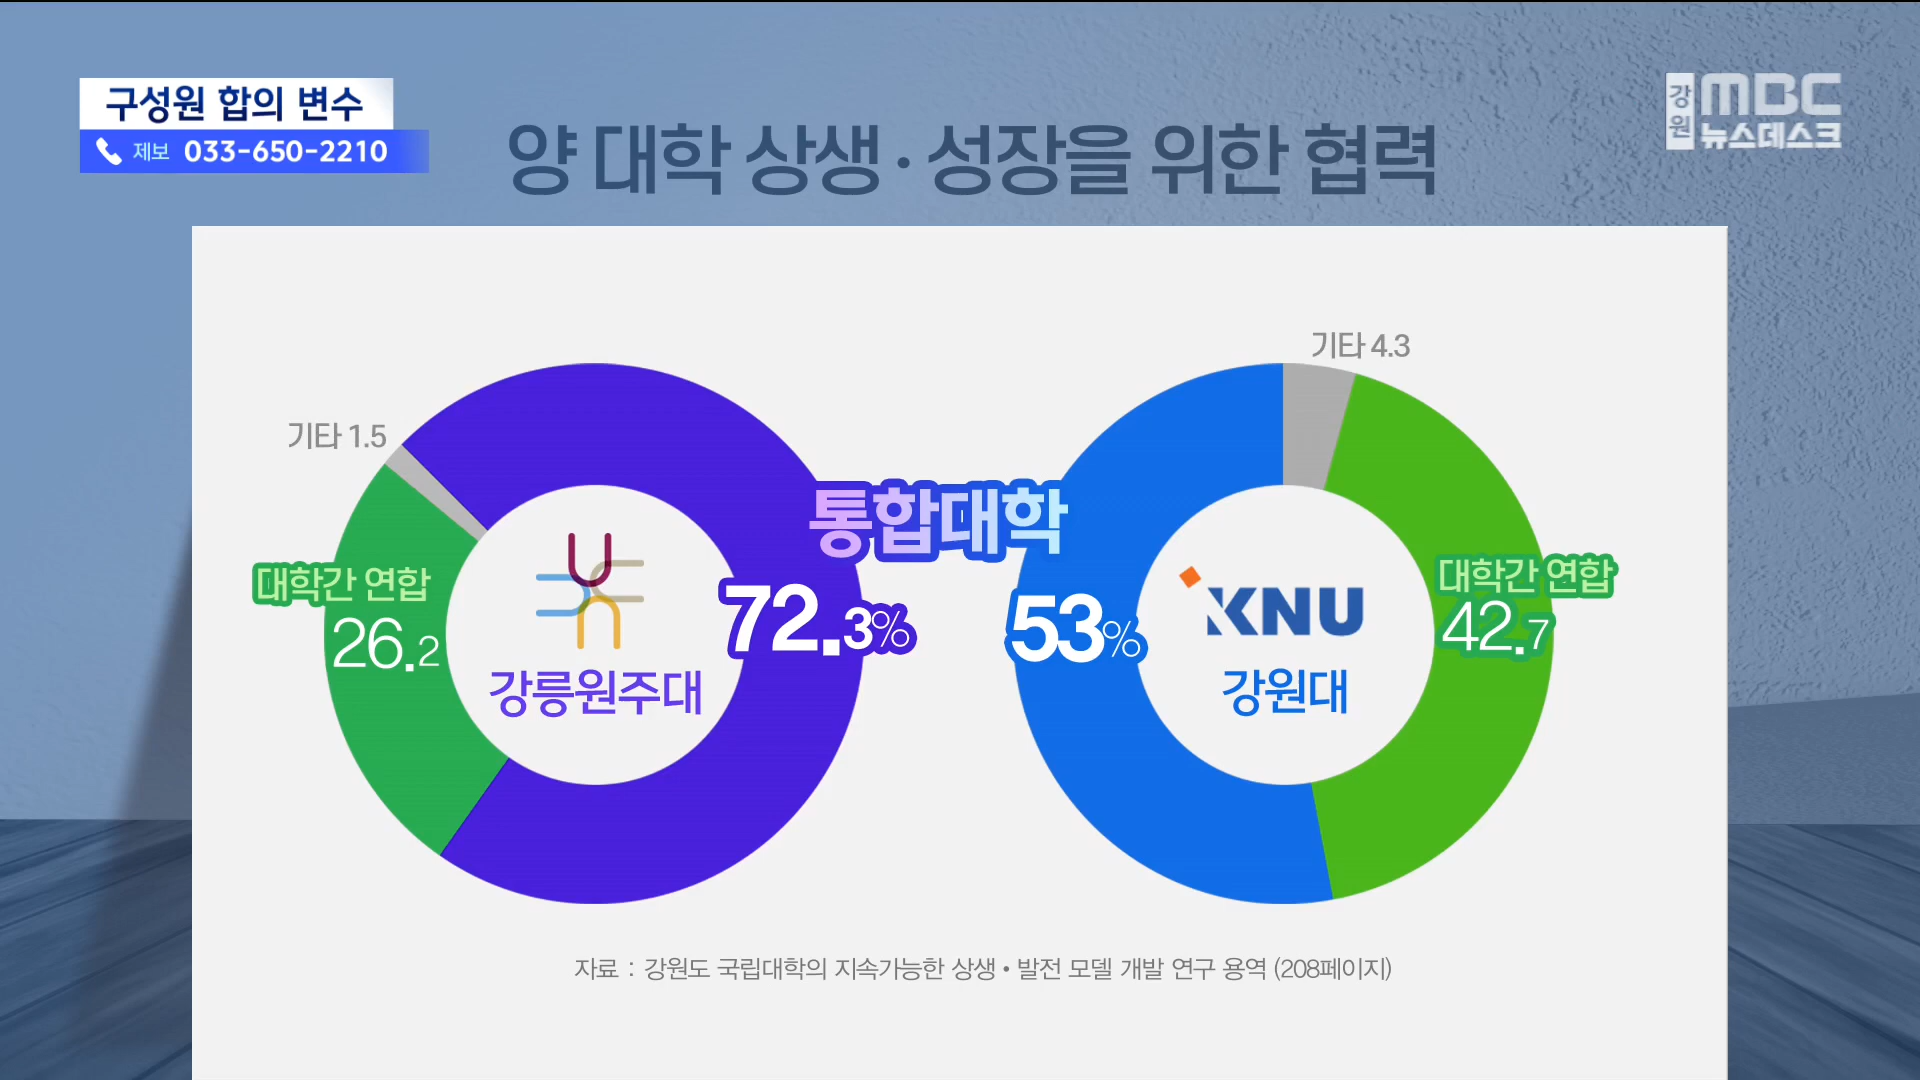 구성원 합의 변수
제보 033-650-2210
강원 MBC
뉴스데스크
양 대학 상생·성장을 위한 협력
기타 1.5
대학간 연합
26.2
강릉원주대
통합대학
72.3%
53%
기타 4.3
KNU
강원대
대학간 연합
42.7
자료 : 강원도 국립대학의 지속가능한 상생•발전 모델 개발 연구 용역 (208페이지)